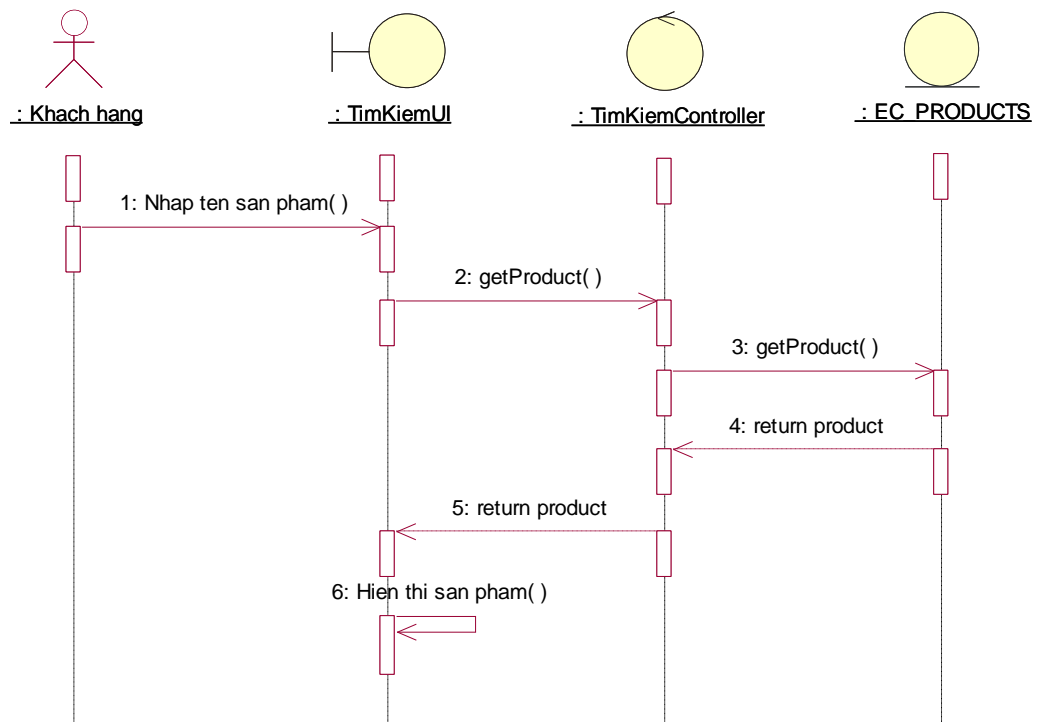 : Khach hang
: TimKiemUI
: TimKiemController
: EC_PRODUCTS
1: Nhap ten san pham( )
2: getProduct( )
3: getProduct( )
4: return product
5: return product
6: Hien thi san pham( )